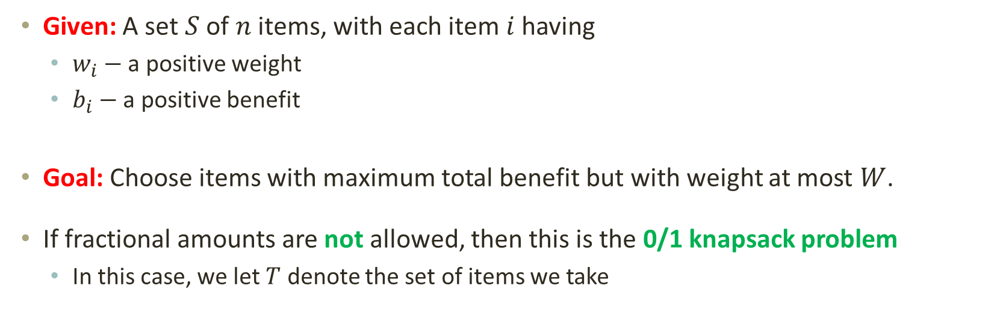 • Given: A set S of n items, with each item i having
• wᵢ – a positive weight
• bᵢ – a positive benefit
• Goal: Choose items with maximum total benefit but with weight at most W.
• If fractional amounts are not allowed, then this is the 0/1 knapsack problem
• In this case, we let T denote the set of items we take